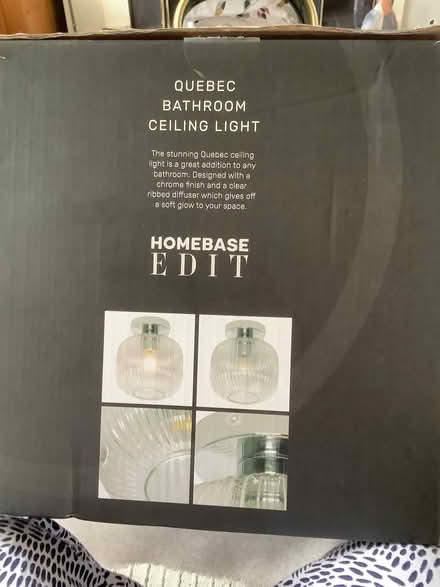 QUEBEC
BATHROOM
CEILING LIGHT
The stunning Quebec ceiling
light is a great addition to any
bathroom. Designed with a
chrome finish and a clear
ribbed diffuser which gives off
a soft glow to your space.
HOMEBASE
EDIT